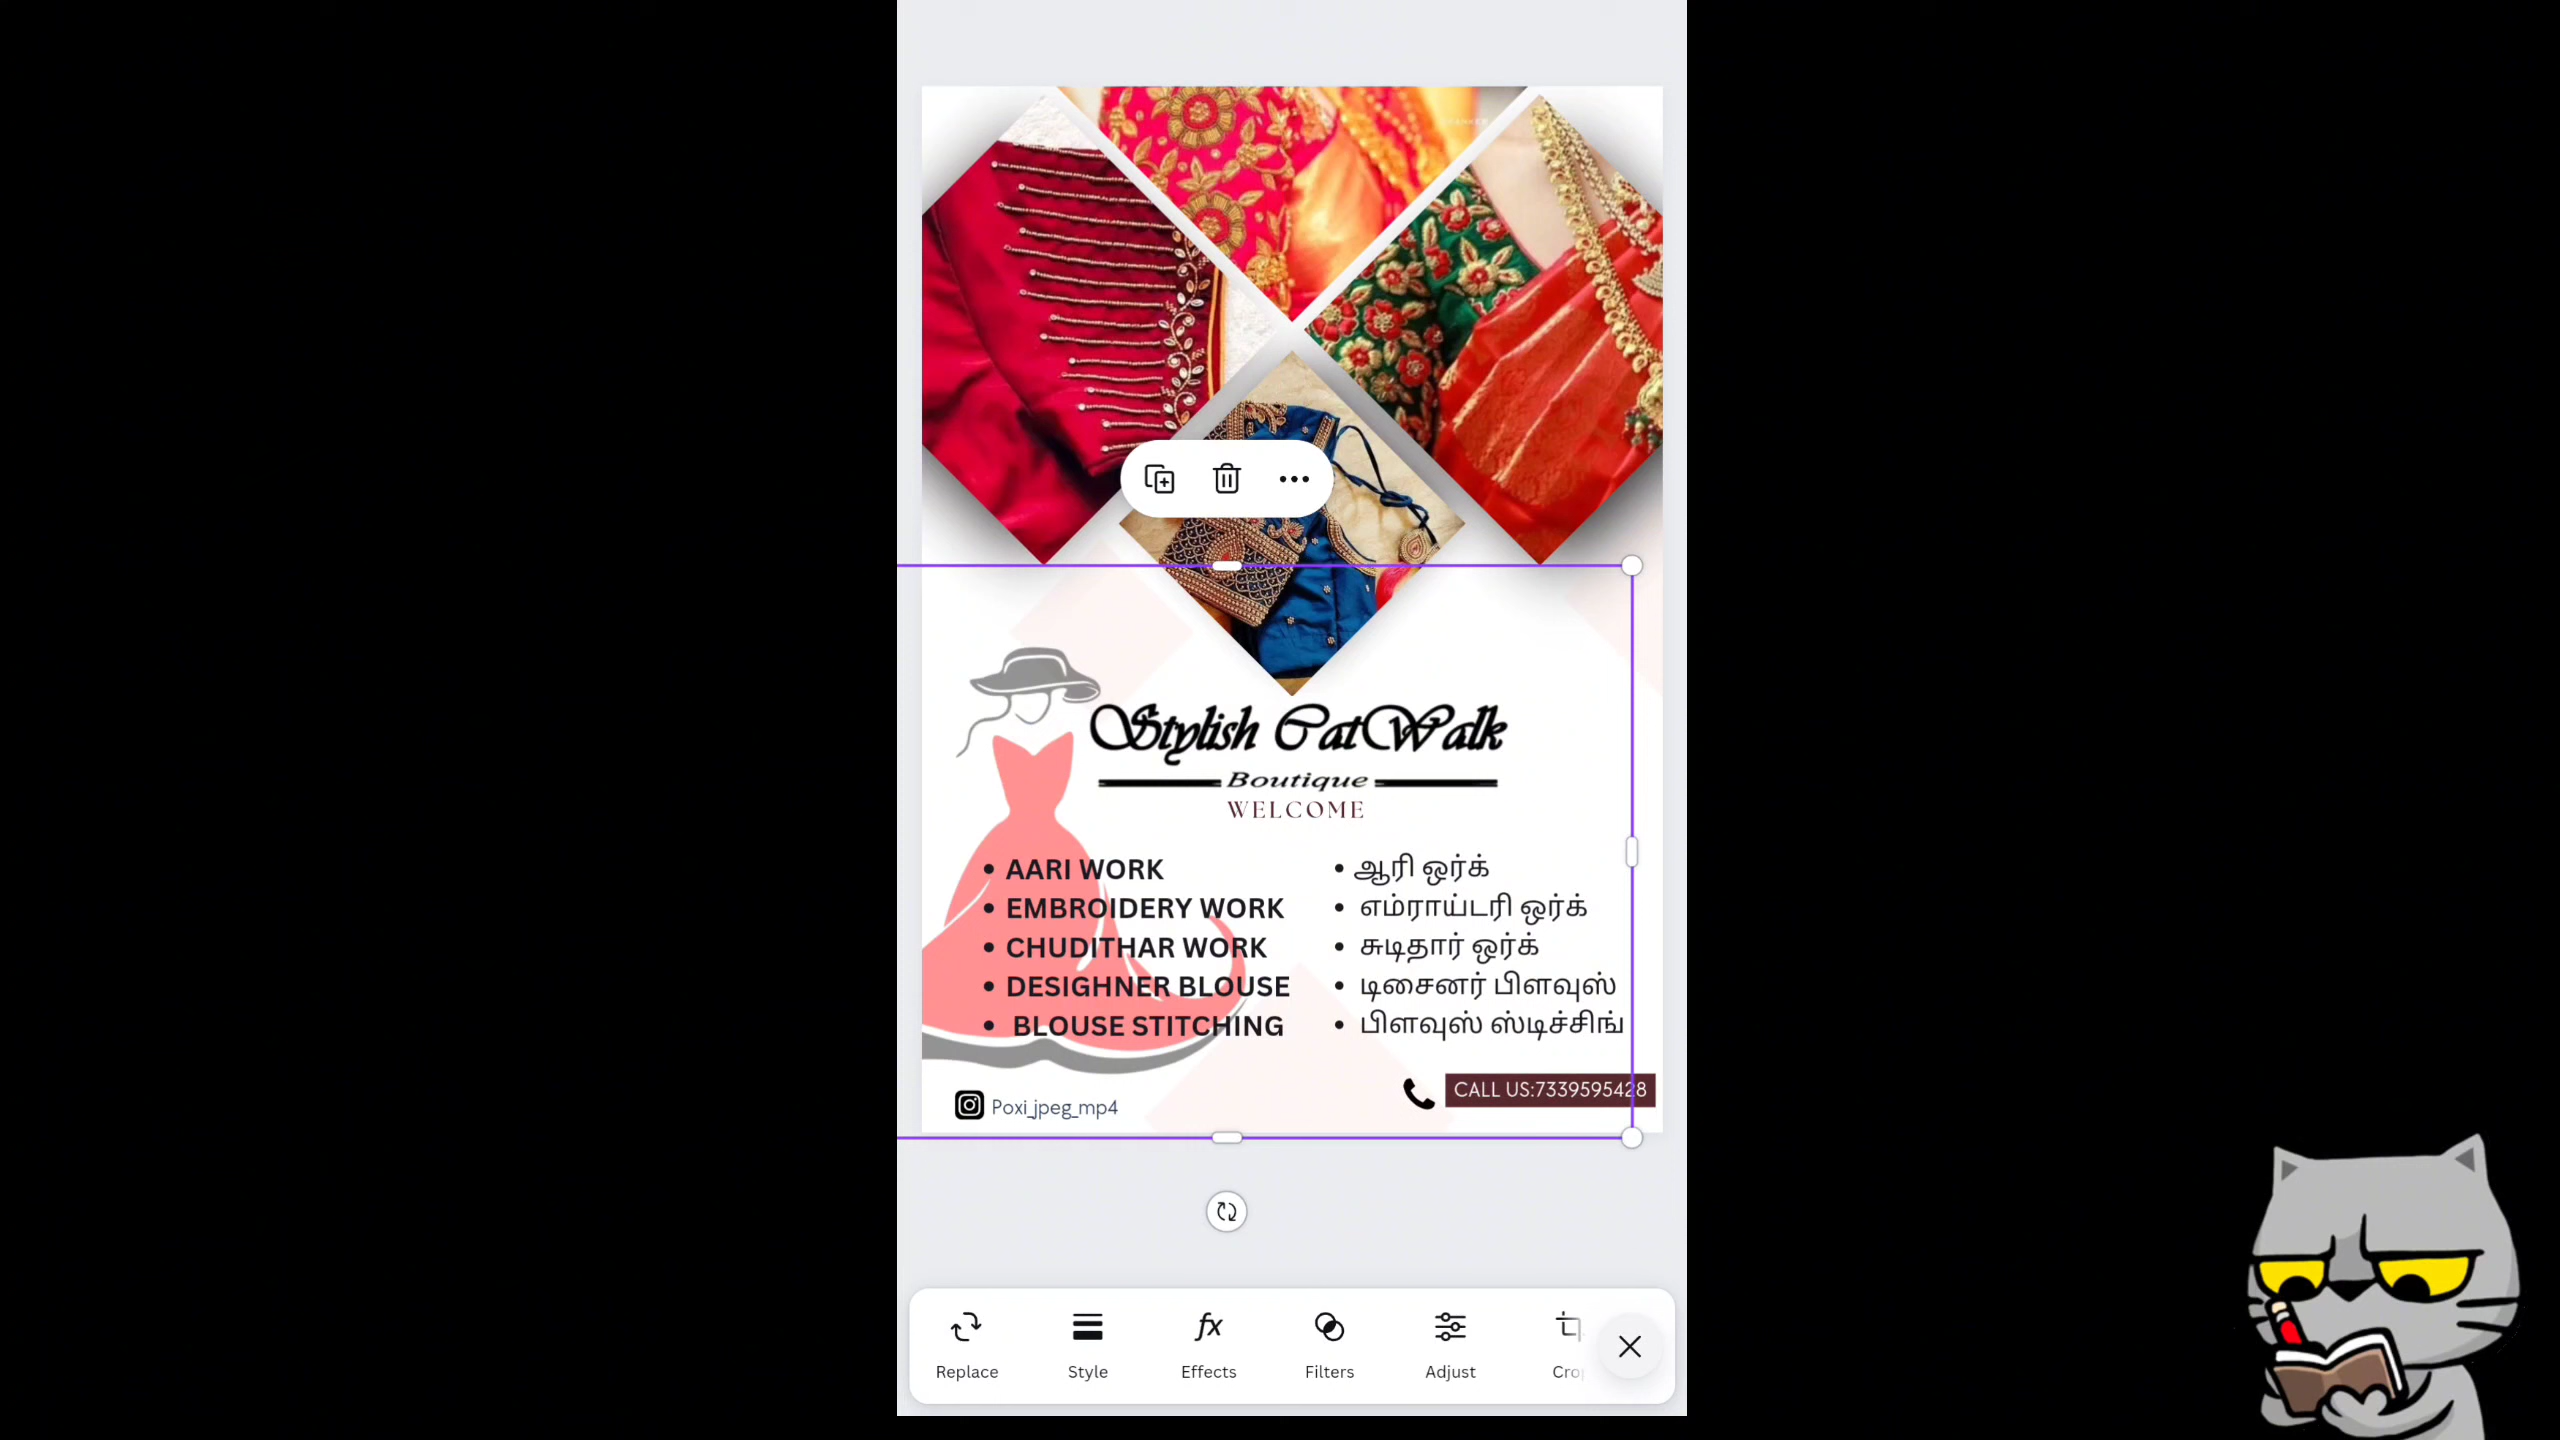 Stylish CatWalk
Boutique
WELCOME
• AARI WORK
• EMBROIDERY WORK
• CHUDITHAR WORK
• DESIGHNER BLOUSE
• BLOUSE STITCHING
• ஆரி ஒர்க்
• எம்ராய்டரி ஒர்க்
• சுடிதார் ஒர்க்
• டிசைனர் பிளவுஸ்
• பிளவுஸ் ஸ்டிச்சிங்
CALL US:7339595428
Poxi_jpeg_mp4
Replace
Style
Effects
Filters
Adjust